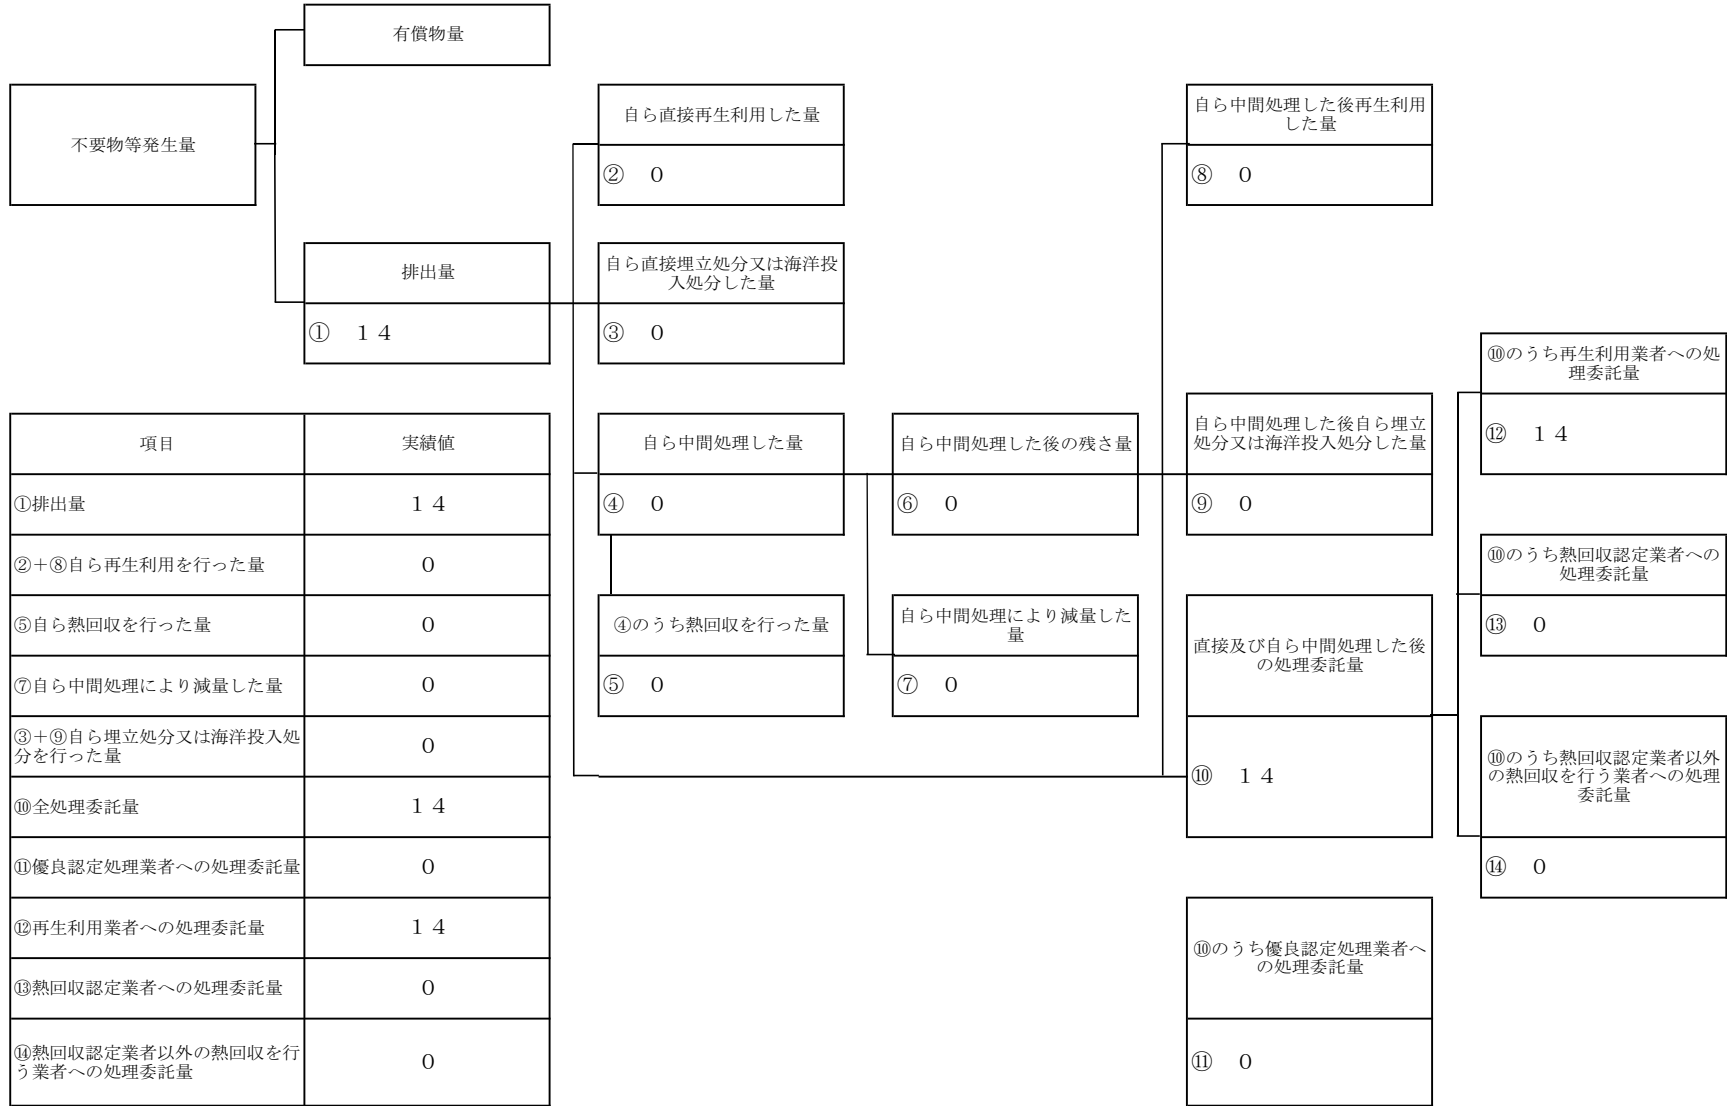 有償物量
不要物等発生量
自ら直接再生利用した量
② 0
自ら中間処理した後再生利用
した量
⑧ 0
排出量
① 14
自ら直接埋立処分又は海洋投
入処分した量
③ 0
⑩のうち再生利用業者への処
理委託量
⑫ 14
自ら中間処理した量
④ 0
自ら中間処理した後の残さ量
⑥ 0
自ら中間処理した後自ら埋立
処分又は海洋投入処分した量
⑨ 0
⑩のうち熱回収認定業者への
処理委託量
⑬ 0
④のうち熱回収を行った量
⑤ 0
自ら中間処理により減量した
量
⑦ 0
直接及び自ら中間処理した後
の処理委託量
⑩ 14
⑩のうち熱回収認定業者以外
の熱回収を行う業者への処理
委託量
⑭ 0
⑩のうち優良認定処理業者へ
の処理委託量
⑪ 0
項目 実績値
①排出量 14
②+⑧自ら再生利用を行った量 0
⑤自ら熱回収を行った量 0
⑦自ら中間処理により減量した量 0
③+⑨自ら埋立処分又は海洋投入処
分を行った量 0
⑩全処理委託量 14
⑪優良認定処理業者への処理委託量 0
⑫再生利用業者への処理委託量 14
⑬熱回収認定業者への処理委託量 0
⑭熱回収認定業者以外の熱回収を行
う業者への処理委託量 0